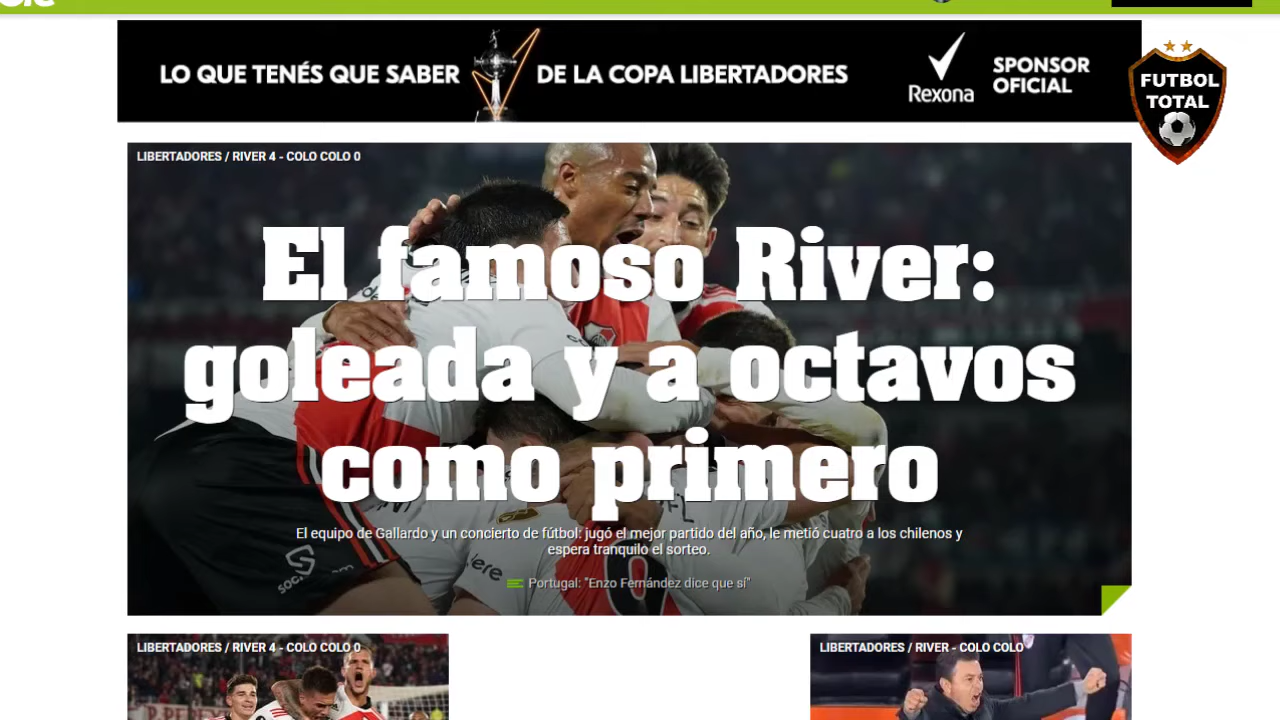 LO QUE TENÉS QUE SABER DE LA COPA LIBERTADORES
Rexona
SPONSOR
OFICIAL
FUTBOL
TOTAL
LIBERTADORES / RIVER 4 - COLO COLO 0
El famoso River:
goleada y a octavos
como primero
El equipo de Gallardo y un concierto de fútbol: jugó el mejor partido del año, le metió cuatro a los chilenos y
espera tranquilo el sorteo.
Portugal: "Enzo Fernández dice que sí"
LIBERTADORES / RIVER 4 - COLO COLO 0
LIBERTADORES / RIVER - COLO COLO